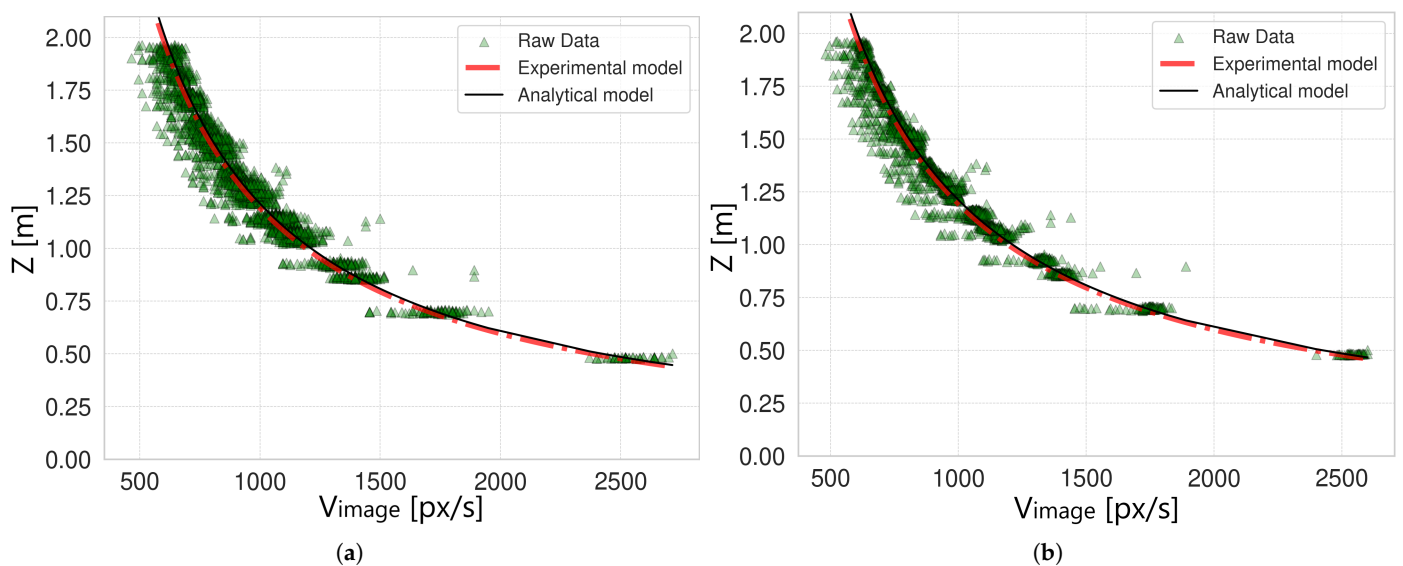 Z [m]
2.00
1.75
1.50
1.25
1.00
0.75
0.50
0.25
0.00
500 1000 1500 2000 2500
Vimage [px/s]
Raw Data
Experimental model
Analytical model
(a)
Z [m]
2.00
1.75
1.50
1.25
1.00
0.75
0.50
0.25
0.00
500 1000 1500 2000 2500
Vimage [px/s]
Raw Data
Experimental model
Analytical model
(b)